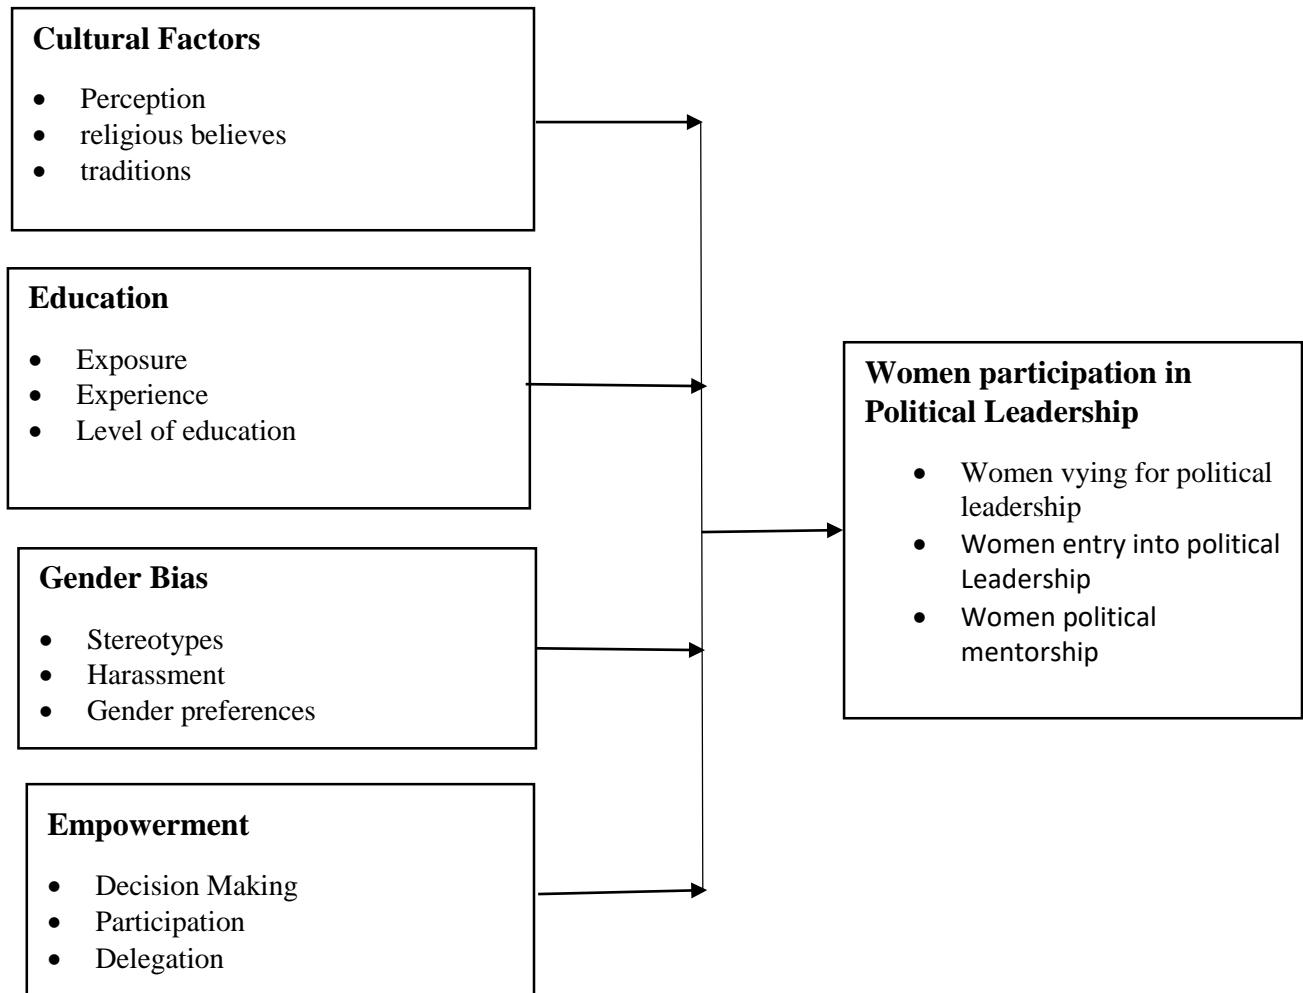 Cultural Factors
• Perception
• religious believes
• traditions
Education
• Exposure
• Experience
• Level of education
Gender Bias
• Stereotypes
• Harassment
• Gender preferences
Empowerment
• Decision Making
• Participation
• Delegation
Women participation in
Political Leadership
• Women vying for political
leadership
• Women entry into political
Leadership
• Women political
mentorship